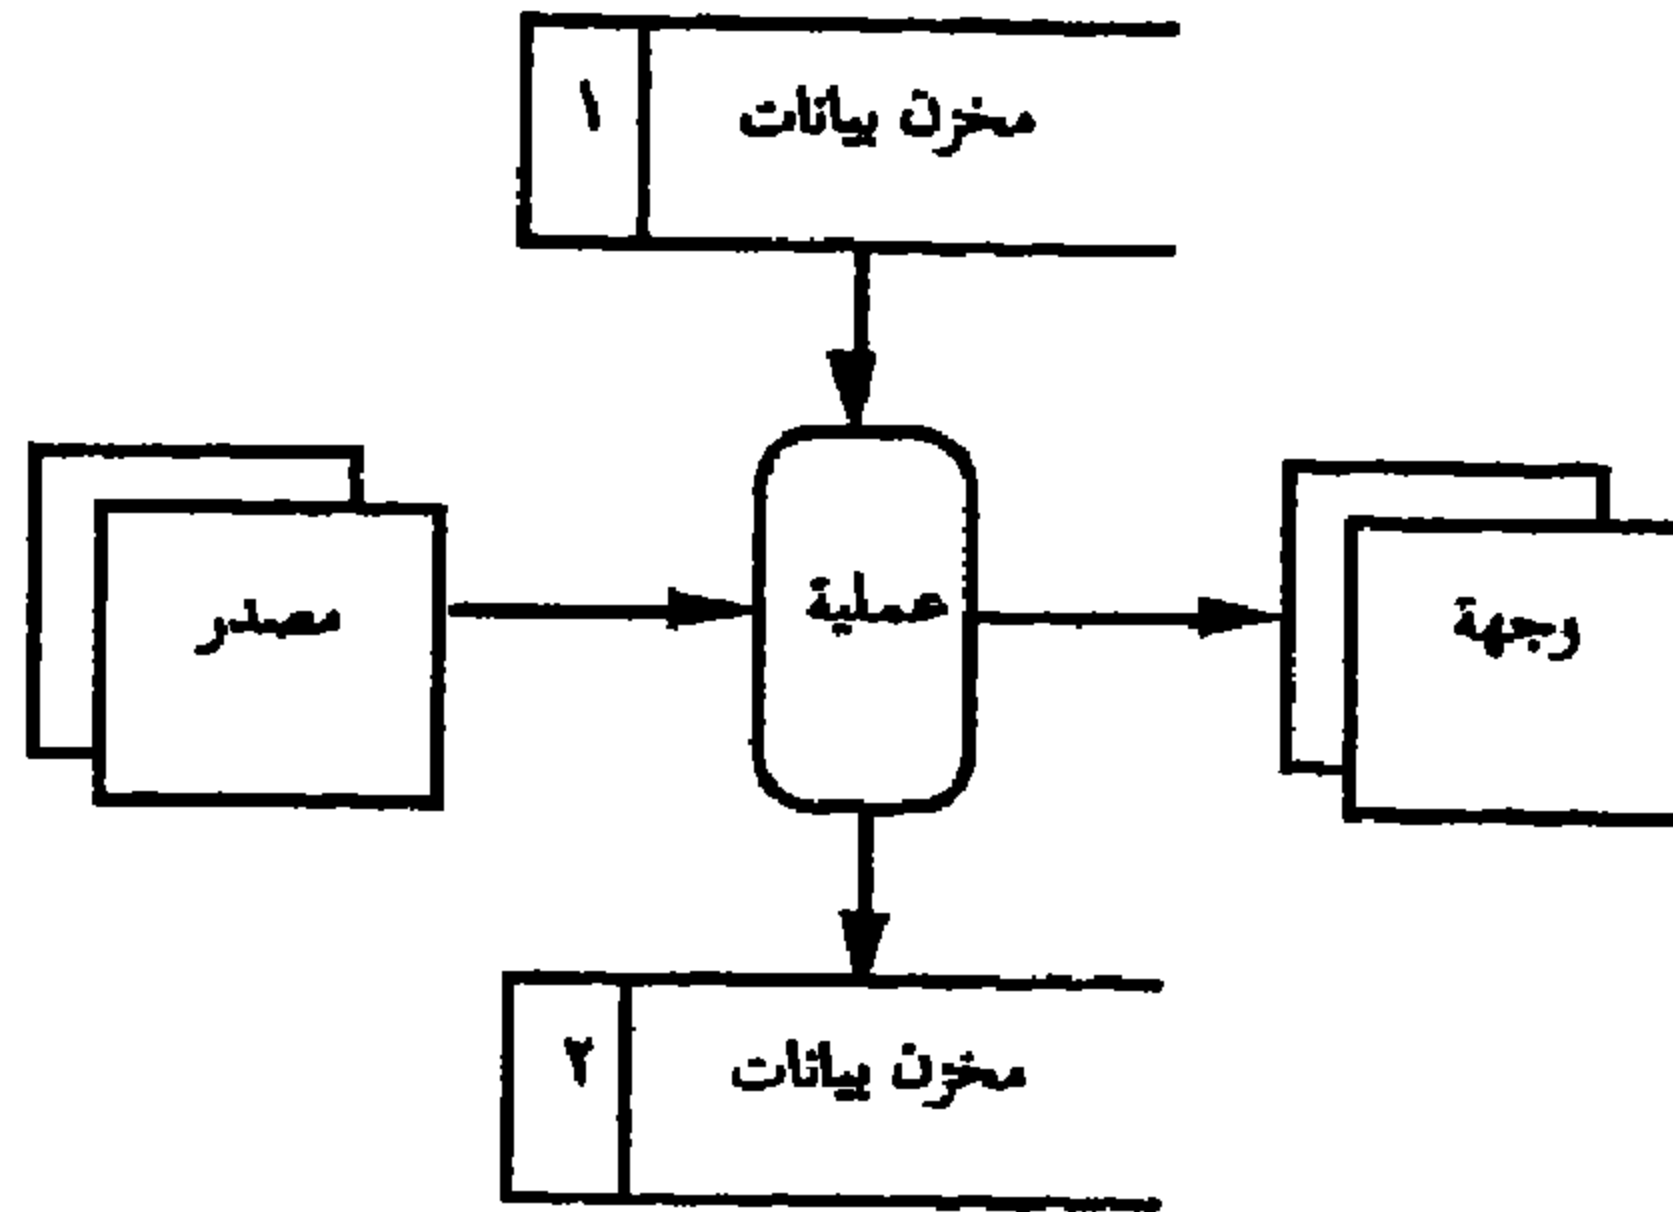 مخزن بيانات ١
مصدر
عملية
وجهة
مخزن بيانات ٢